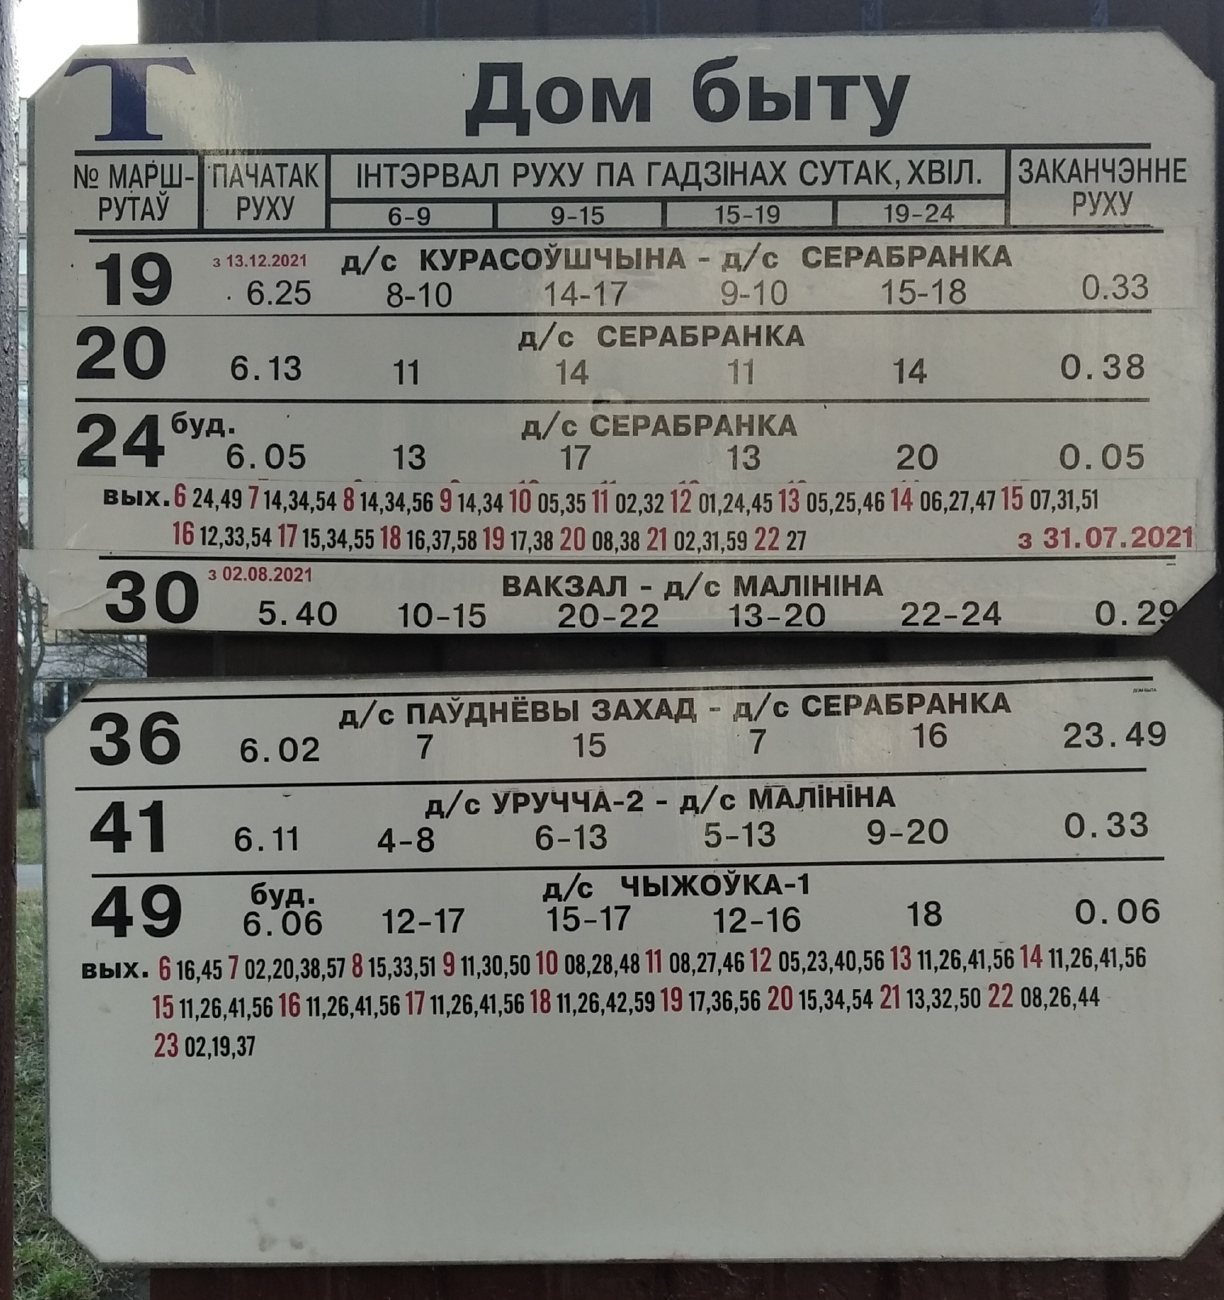 Т Дом быту
№ МАРШ-РУТАЎ ПАЧАТАК РУХУ ІНТЭРВАЛ РУХУ ПА ГАДЗІНАХ СУТАК, ХВІЛ. ЗАКАНЧЭННЕ РУХУ
6-9 9-15 15-19 19-24
19 з 13.12.2021 д/с КУРАСОЎШЧЫНА - д/с СЕРАБРАНКА
6.25 8-10 14-17 9-10 15-18 0.33
20 д/с СЕРАБРАНКА
6.13 11 14 11 14 0.38
24 буд. д/с СЕРАБРАНКА
6.05 13 17 13 20 0.05
вых. 6 24,49 7 14,34,54 8 14,34,56 9 14,34 10 05,35 11 02,32 12 01,24,45 13 05,25,46 14 06,27,47 15 07,31,51
16 12,33,54 17 15,34,55 18 16,37,58 19 17,38 20 08,38 21 02,31,59 22 27 з 31.07.2021
30 з 02.08.2021 ВАКЗАЛ - д/с МАЛІНІНА
5.40 10-15 20-22 13-20 22-24 0.29
36 д/с ПАЎДНЁВЫ ЗАХАД - д/с СЕРАБРАНКА
6.02 7 15 7 16 23.49
41 д/с УРУЧЧА-2 - д/с МАЛІНІНА
6.11 4-8 6-13 5-13 9-20 0.33
49 буд. д/с ЧЫЖОЎКА-1
6.06 12-17 15-17 12-16 18 0.06
вых. 6 16,45 7 02,20,38,57 8 15,33,51 9 11,30,50 10 08,28,48 11 08,27,46 12 05,23,40,56 13 11,26,41,56 14 11,26,41,56
15 11,26,41,56 16 11,26,41,56 17 11,26,41,56 18 11,26,42,59 19 17,36,56 20 15,34,54 21 13,32,50 22 08,26,44
23 02,19,37